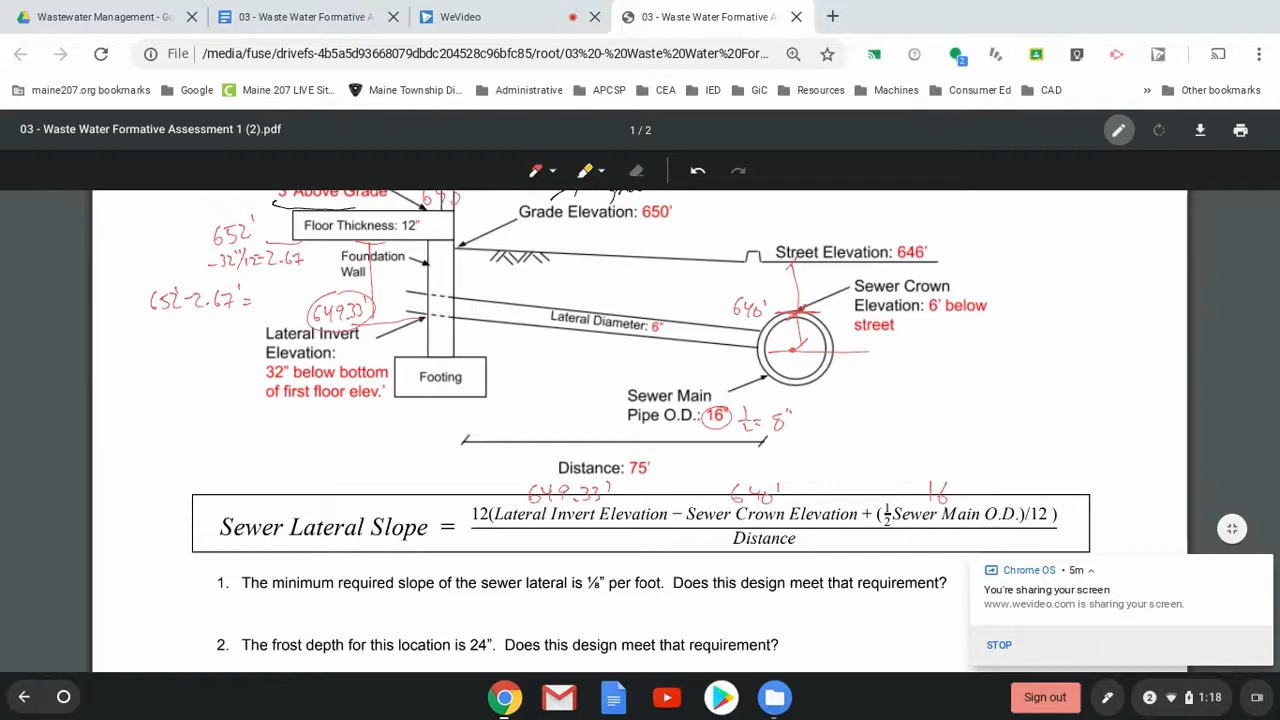 Wastewater Management - Go
03 - Waste Water Formative A
WeVideo
03 - Waste Water Formative A
File
/media/fuse/drivefs-4b5a5d93668079dbdc204528c96bfc85/root/03%20-%20Waste%20Water%20For...
2
maine207.org bookmarks
Google
Maine 207 LIVE Sit...
Maine Township Di...
Administrative
APCSP
CEA
IED
GiC
Resources
Machines
Consumer Ed
CAD
»
Other bookmarks
03 - Waste Water Formative Assessment 1 (2).pdf
1 / 2
3' Above Grade
Grade Elevation: 650'
Floor Thickness: 12"
652'
-32"/12=2.67
652'-2.67'=
649.33'
Foundation
Wall
Street Elevation: 646'
Sewer Crown
Elevation: 6' below
street
640'
Lateral Diameter: 6"
Lateral Invert
Elevation:
32" below bottom
of first floor elev.'
Footing
Sewer Main
Pipe O.D.: 16" ½= 8"
Distance: 75'
649.33' 640' 16
Sewer Lateral Slope = 12(Lateral Invert Elevation − Sewer Crown Elevation + (½Sewer Main O.D.)/12 )
Distance
1. The minimum required slope of the sewer lateral is ⅛" per foot. Does this design meet that requirement?
2. The frost depth for this location is 24". Does this design meet that requirement?
Chrome OS • 5m
You're sharing your screen
www.wevideo.com is sharing your screen.
STOP
Sign out
2
1:18